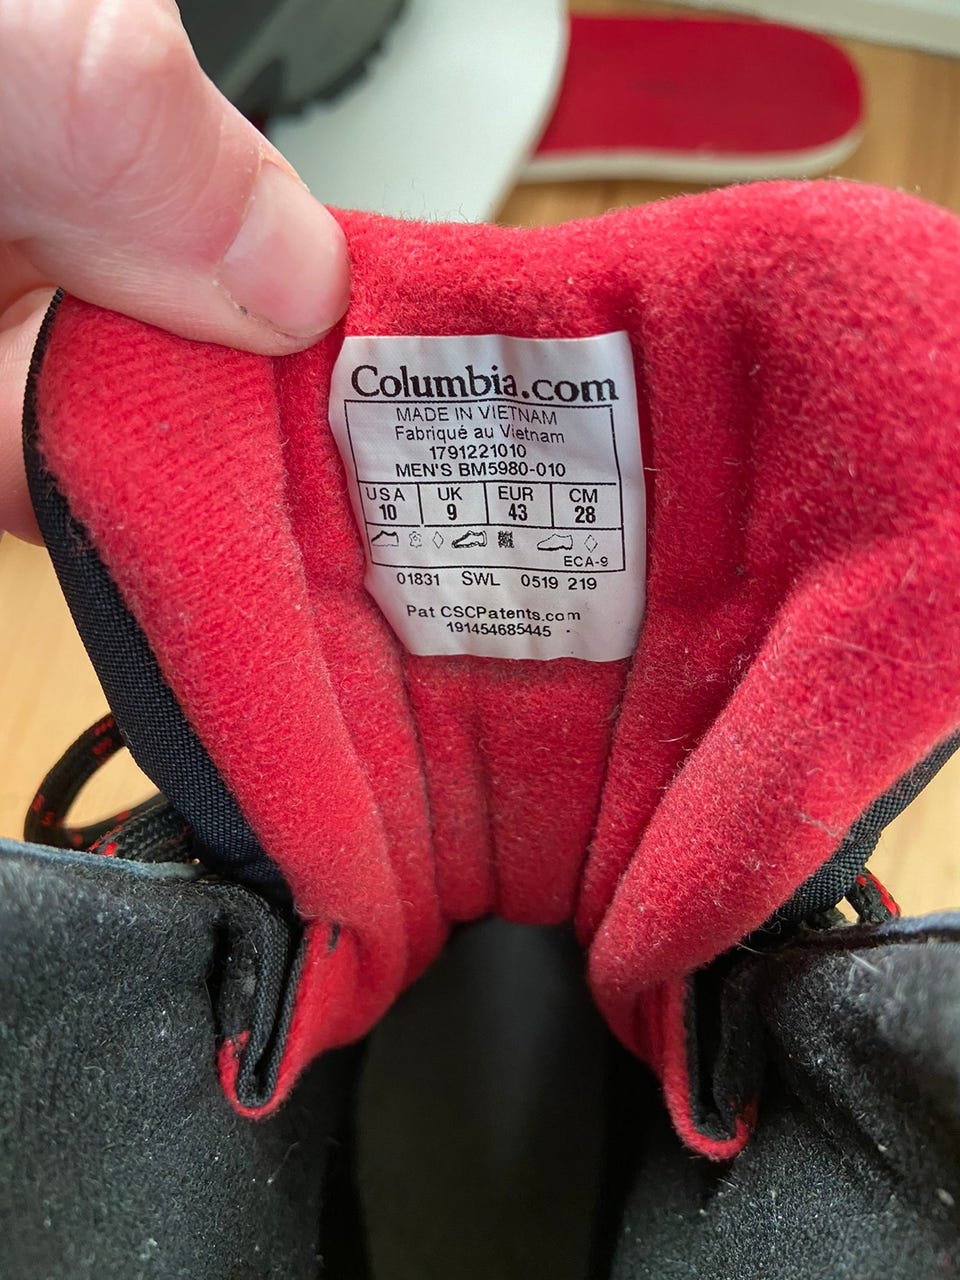 Columbia.com
MADE IN VIETNAM
Fabriqué au Vietnam
1791221010
MEN'S BM5980-010
USA UK EUR CM
10 9 43 28
ECA-9
01831 SWL 0519 219
Pat CSCPatents.com
191454685445